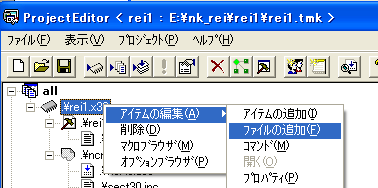 ProjectEditor < rei1 : E:¥nk_rei¥rei1¥rei1.tmk >
ﾌｧｲﾙ(F) 表示(V) ﾌﾟﾛｼﾞｪｸﾄ(P) ﾍﾙﾌﾟ(H)
all
.¥rei1.x3
.¥rei
.¥ncr
sect30.inc
ｱｲﾃﾑの編集(A)
削除(D)
ﾏｸﾛﾌﾞﾗｳｻﾞ(M)
ｵﾌﾟｼｮﾝﾌﾞﾗｳｻﾞ(P)
ｱｲﾃﾑの追加(I)
ﾌｧｲﾙの追加(F)
ｺﾏﾝﾄﾞ(M)
開く(O)
ﾌﾟﾛﾊﾟﾃｨ(P)